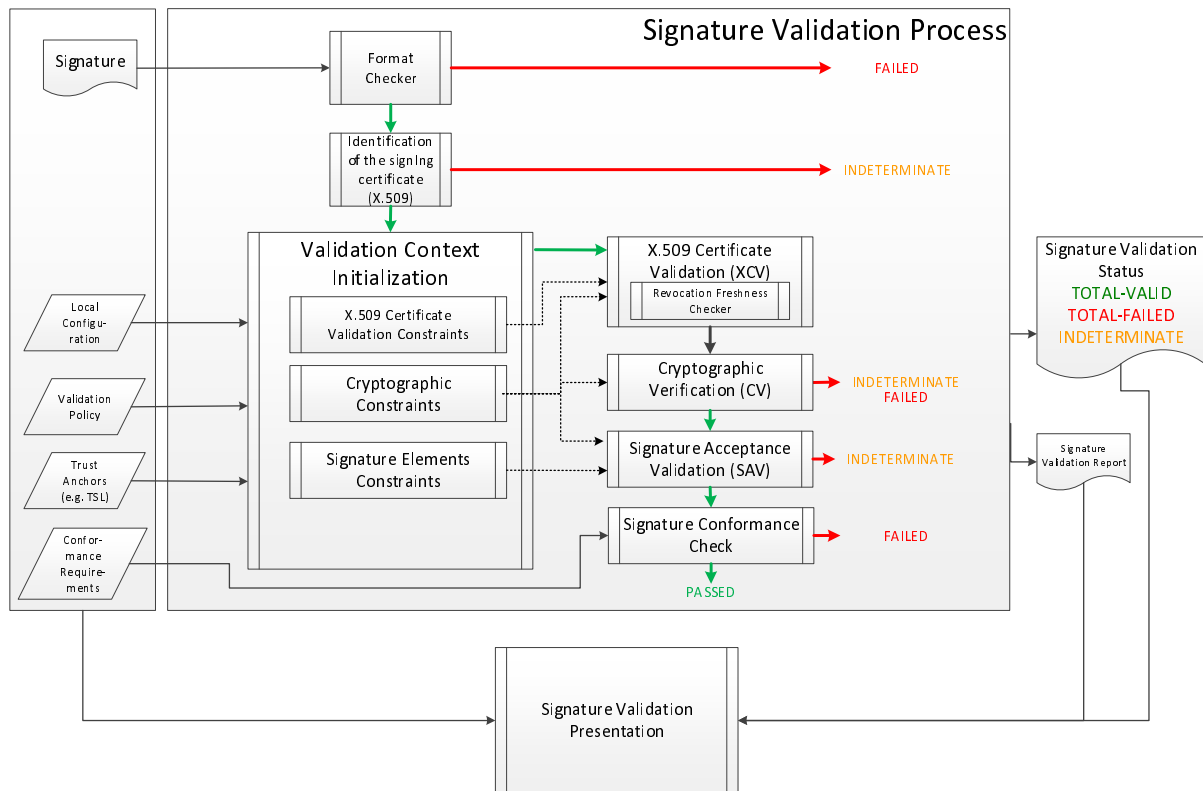 Signature Validation Process
Signature
Format
Checker
FAILED
Identification
of the signing
certificate
(X.509)
INDETERMINATE
Validation Context
Initialization
X.509 Certificate
Validation Constraints
Cryptographic
Constraints
Signature Elements
Constraints
X.509 Certificate
Validation (XCV)
Revocation Freshness
Checker
Cryptographic
Verification (CV)
INDETERMINATE
FAILED
Signature Acceptance
Validation (SAV)
INDETERMINATE
Signature Conformance
Check
FAILED
PASSED
Local
Configu-
ration
Validation
Policy
Trust
Anchors
(e.g. TSL)
Confor-
mance
Require-
ments
Signature Validation
Status
TOTAL-VALID
TOTAL-FAILED
INDETERMINATE
Signature
Validation Report
Signature Validation
Presentation